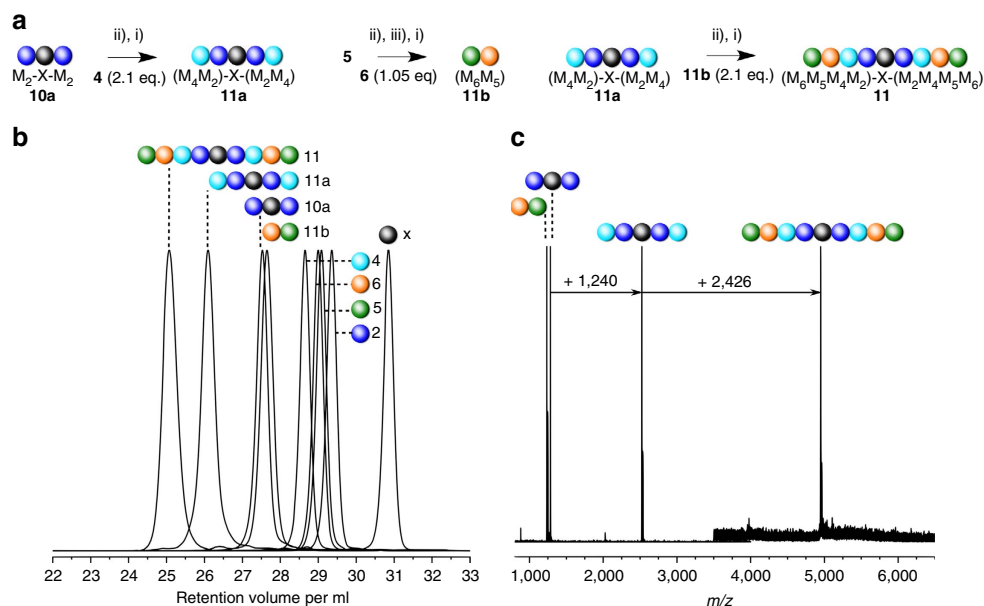 a
ii), i)
4 (2.1 eq.)
M2-X-M2
10a
(M4M2)-X-(M2M4)
11a
5
ii), iii), i)
6 (1.05 eq)
(M6M5)
11b
(M4M2)-X-(M2M4)
11a
ii), i)
11b (2.1 eq.)
(M6M5M4M2)-X-(M2M4M5M6)
11
b
11
11a
10a
11b
x
4
6
5
2
22 23 24 25 26 27 28 29 30 31 32 33
Retention volume per ml
c
+ 1,240
+ 2,426
1,000 2,000 3,000 4,000 5,000 6,000
m/z